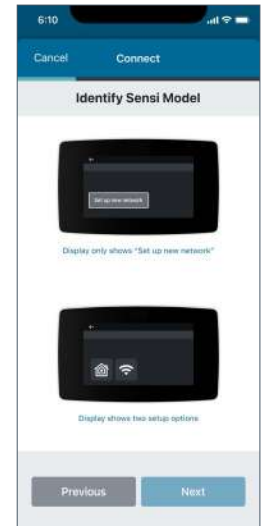 6:10
Cancel Connect
Identify Sensi Model
Set up new network
Display only shows "Set up new network"
Display shows two setup options
Previous Next